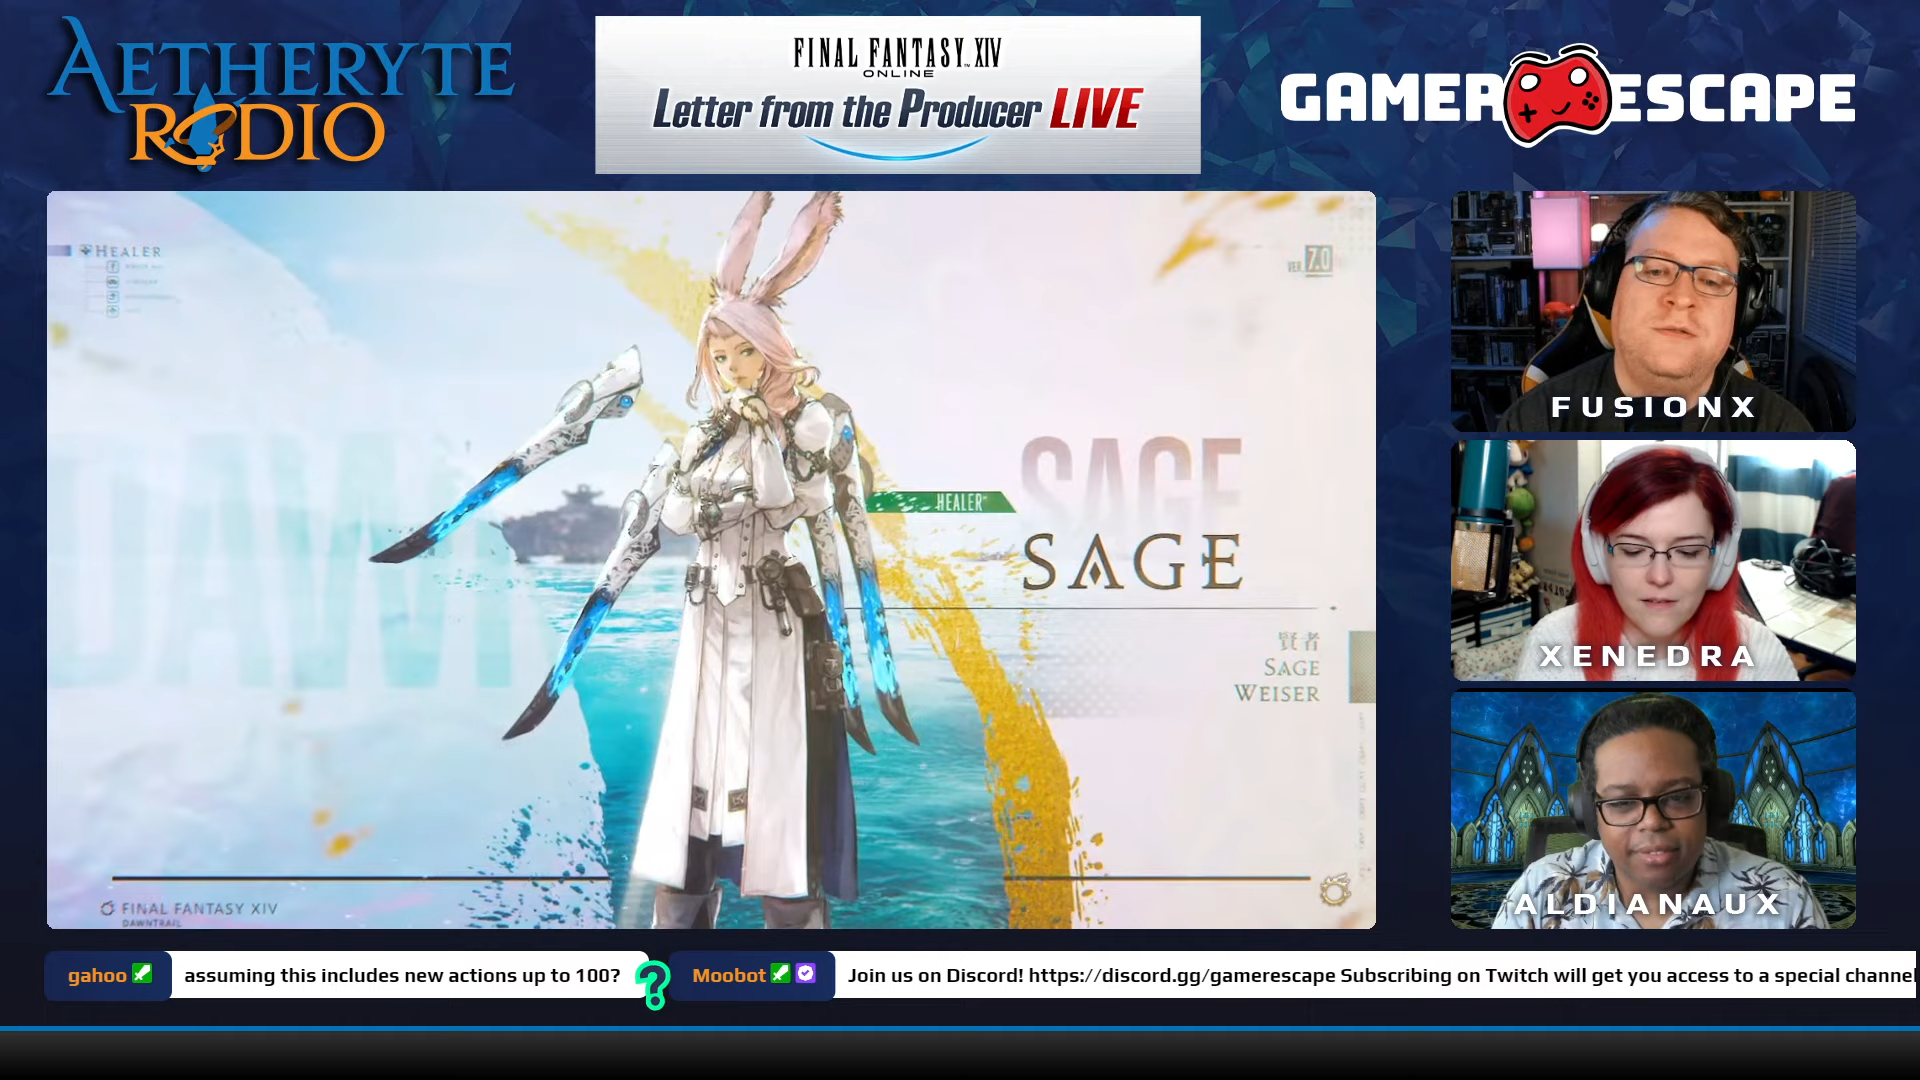 AETHERYTE
RADIO
FINAL FANTASY XIV
ONLINE
Letter from the Producer LIVE
GAMER ESCAPE
HEALER
VER. 7.0
DAWN
HEALER
SAGE
SAGE
賢者
SAGE
WEISER
FINAL FANTASY XIV
DAWNTRAIL
FUSIONX
XENEDRA
ALDIANAUX
gahoo assuming this includes new actions up to 100? Moobot Join us on Discord! https://discord.gg/gamerescape Subscribing on Twitch will get you access to a special channel